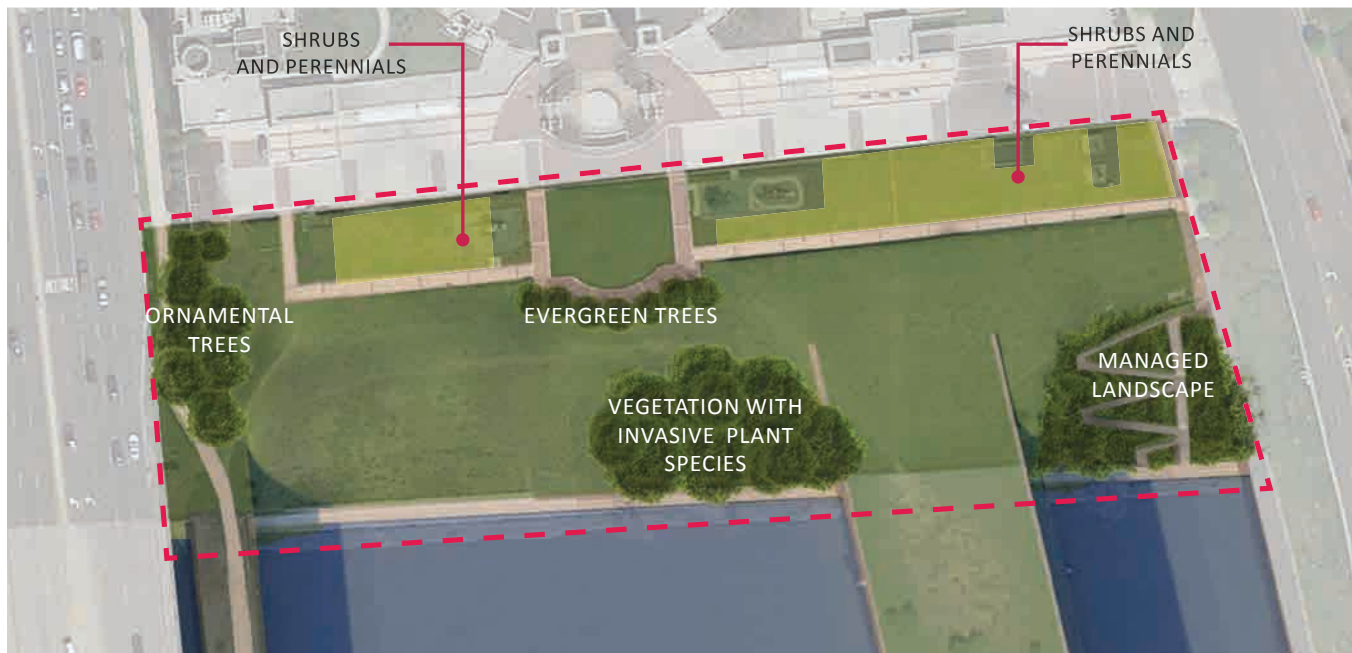 SHRUBS
AND PERENNIALS
SHRUBS AND
PERENNIALS
ORNAMENTAL
TREES
EVERGREEN TREES
MANAGED
LANDSCAPE
VEGETATION WITH
INVASIVE PLANT
SPECIES